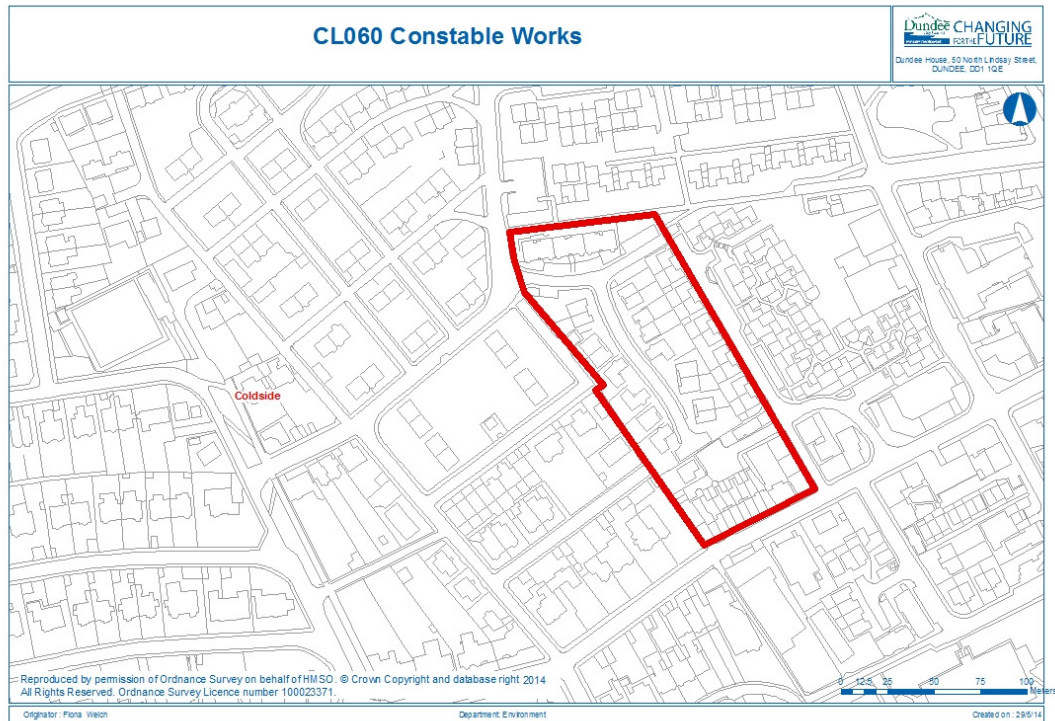 CL060 Constable Works
Dundee CHANGING
FOR THE FUTURE
Dundee House, 50 North Lindsay Street,
DUNDEE, DD1 1QE
Coldside
Reproduced by permission of Ordnance Survey on behalf of HMSO. © Crown Copyright and database right 2014
All Rights Reserved. Ordnance Survey Licence number 100023371.
0 12.5 25 50 75 100
Meters
Originator : Fiona Welch
Department: Environment
Created on : 29/5/14